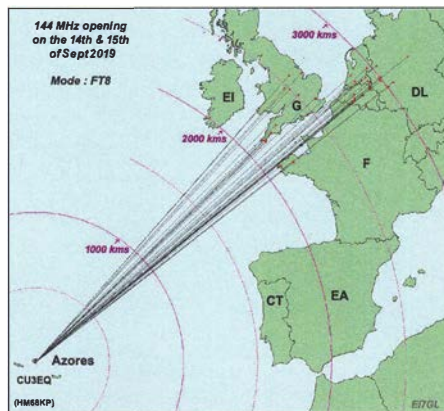 144 MHz opening
on the 14th & 15th
of Sept 2019
Mode : FT8
3000 kms
EI
G
DL
2000 kms
F
1000 kms
CT
EA
Azores
CU3EQ
(HM68KP)
EI7GL